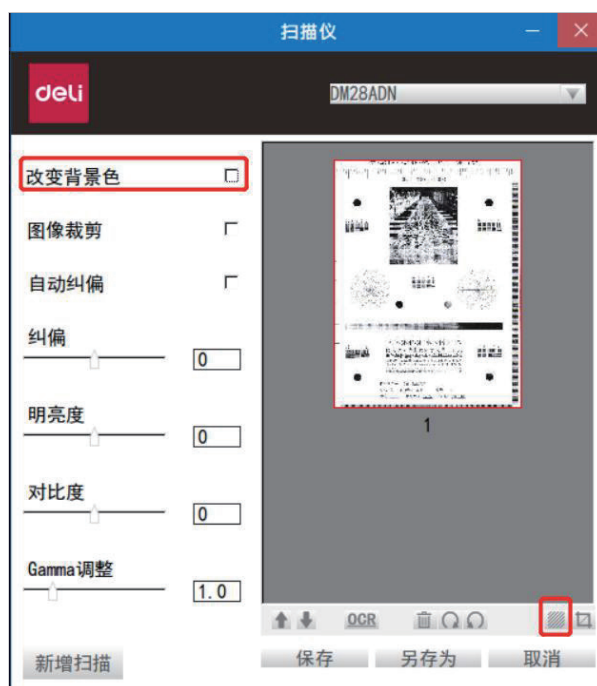 扫描仪
deli
DM28ADN
改变背景色
图像裁剪
自动纠偏
纠偏
0
明亮度
0
对比度
0
Gamma调整
1.0
1
OCR
新增扫描
保存
另存为
取消